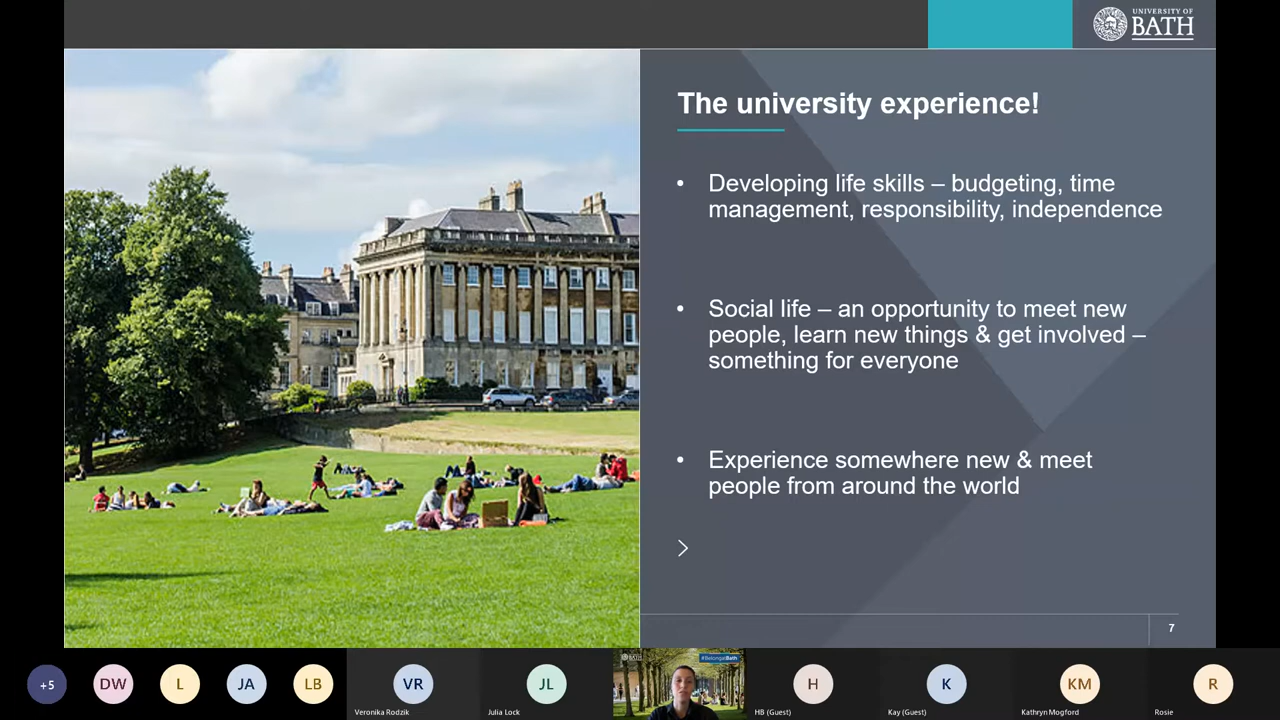 UNIVERSITY OF
BATH
The university experience!
• Developing life skills – budgeting, time
management, responsibility, independence
• Social life – an opportunity to meet new
people, learn new things & get involved –
something for everyone
• Experience somewhere new & meet
people from around the world
7
+5
DW
L
JA
LB
VR
Veronika Rodzik
JL
Julia Lock
BATH
#BelongatBath
H
HB (Guest)
K
Kay (Guest)
KM
Kathryn Mogford
R
Rosie